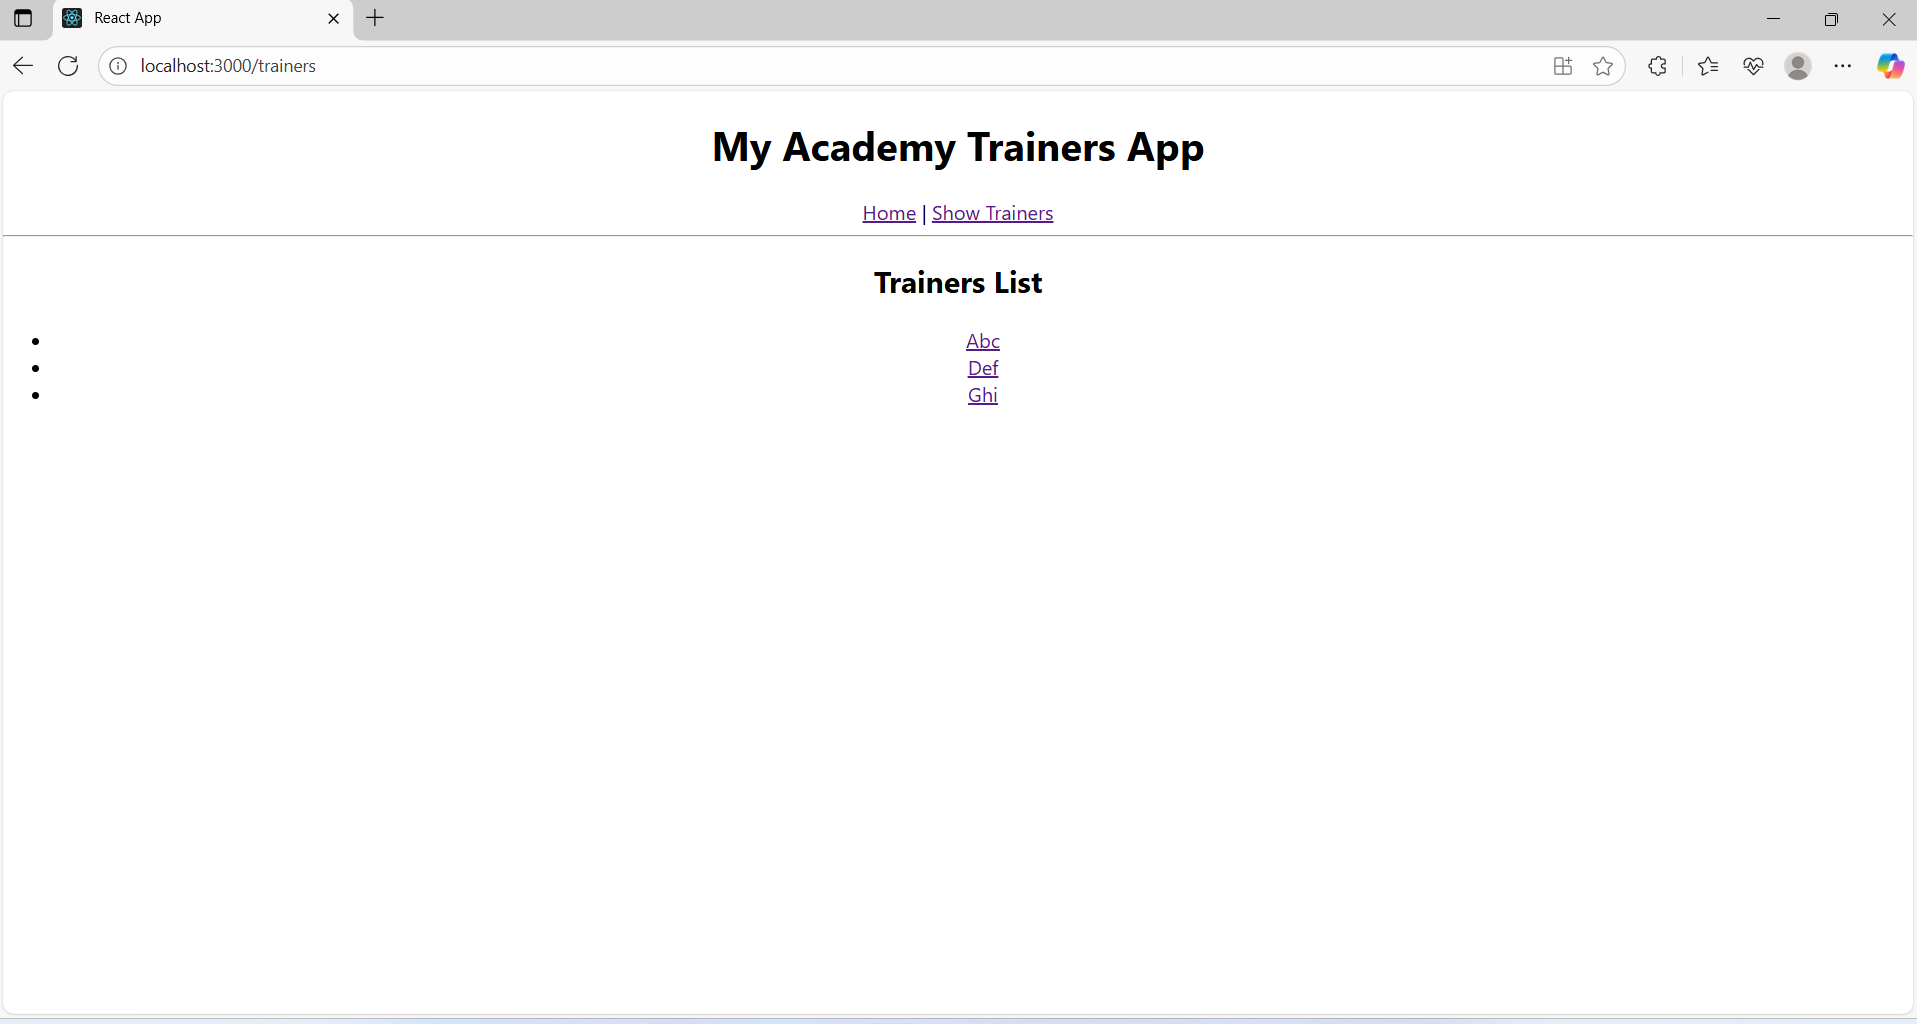 React App
localhost:3000/trainers
My Academy Trainers App
Home | Show Trainers
Trainers List
Abc
Def
Ghi